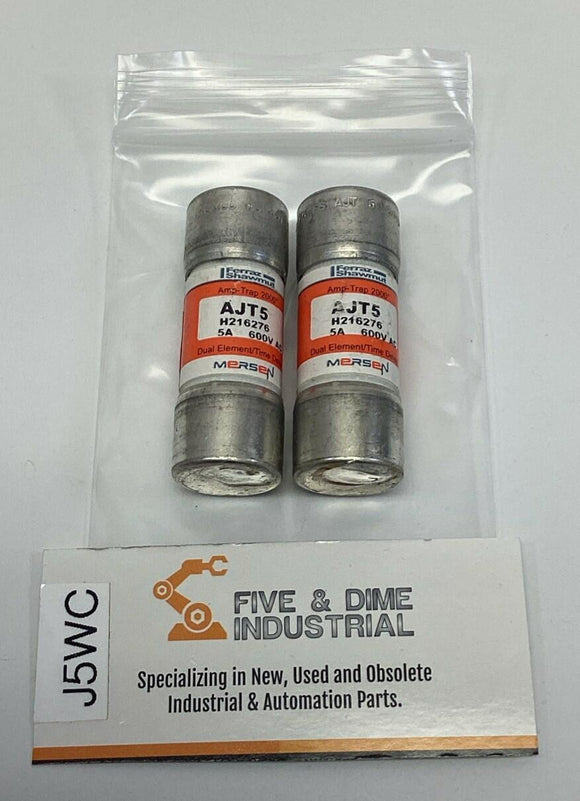 AJT
Ferraz
Shawmut
Amp-Trap 2000
AJT5
H216276
5A 600V AC
Dual Element/Time
MERSEN
Ferraz
Shawmut
Amp-Trap 2000
AJT5
H216276
5A 600V AC
Dual Element/Time
MERSEN
J5WC
FIVE & DIME
INDUSTRIAL
Specializing in New, Used and Obsolete
Industrial & Automation Parts.